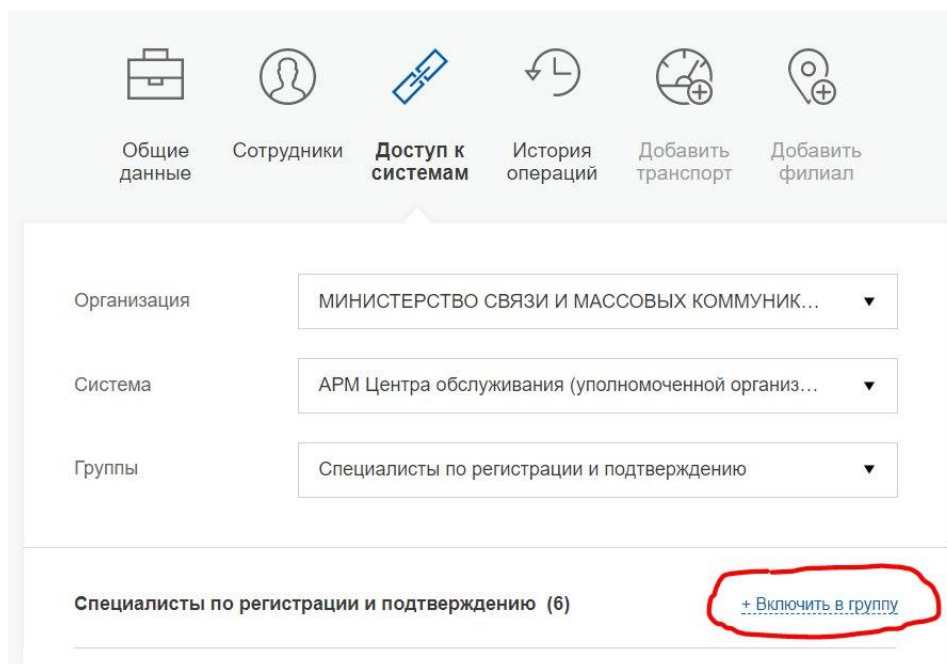 Общие данные
Сотрудники
Доступ к системам
История операций
Добавить транспорт
Добавить филиал
Организация
МИНИСТЕРСТВО СВЯЗИ И МАССОВЫХ КОММУНИК...
Система
АРМ Центра обслуживания (уполномоченной организ...
Группы
Специалисты по регистрации и подтверждению
Специалисты по регистрации и подтверждению (6)
+ Включить в группу